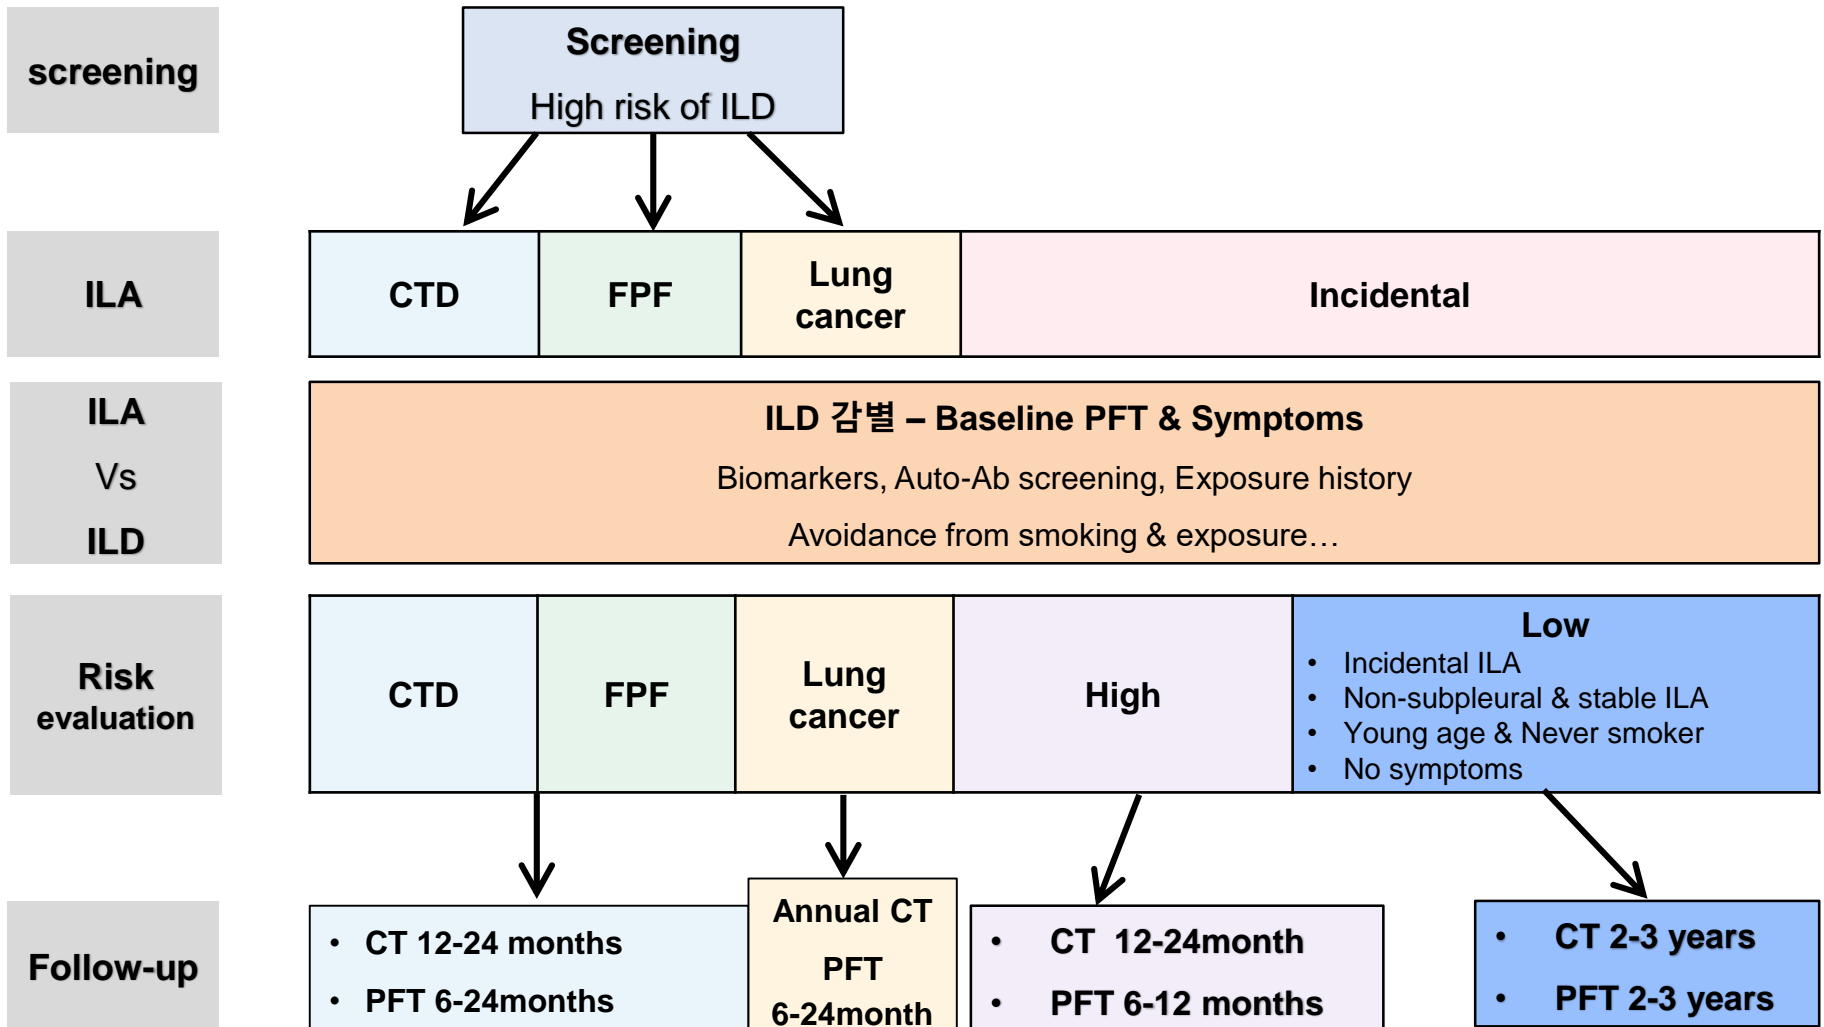 screening
Screening
High risk of ILD
ILA
CTD
FPF
Lung
cancer
Incidental
ILA
Vs
ILD
ILD 감별 – Baseline PFT & Symptoms
Biomarkers, Auto-Ab screening, Exposure history
Avoidance from smoking & exposure…
Risk
evaluation
CTD
FPF
Lung
cancer
High
Low
• Incidental ILA
• Non-subpleural & stable ILA
• Young age & Never smoker
• No symptoms
Follow-up
• CT 12-24 months
• PFT 6-24months
Annual CT
PFT
6-24month
• CT 12-24month
• PFT 6-12 months
• CT 2-3 years
• PFT 2-3 years